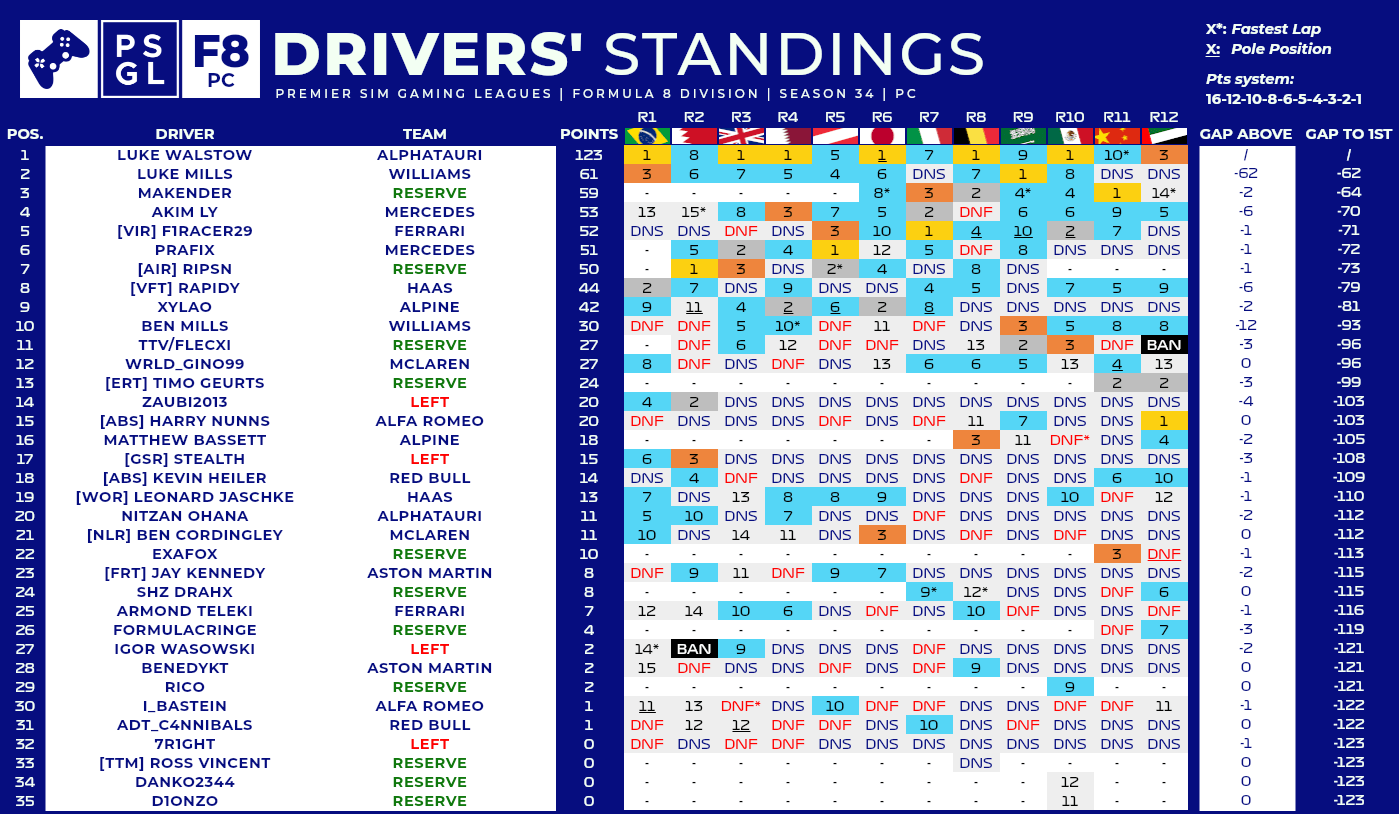 PS
GL
F8
PC
DRIVERS' STANDINGS
PREMIER SIM GAMING LEAGUES | FORMULA 8 DIVISION | SEASON 34 | PC
X*: Fastest Lap
X: Pole Position
Pts system:
16-12-10-8-6-5-4-3-2-1
R1 R2 R3 R4 R5 R6 R7 R8 R9 R10 R11 R12
POS. DRIVER TEAM POINTS GAP ABOVE GAP TO 1ST
1 LUKE WALSTOW ALPHATAURI 123 1 8 1 1 5 1 7 1 9 1 10* 3 / /
2 LUKE MILLS WILLIAMS 61 3 6 7 5 4 6 DNS 7 1 8 DNS DNS -62 -62
3 MAKENDER RESERVE 59 - - - - - 8* 3 2 4* 4 1 14* -2 -64
4 AKIM LY MERCEDES 53 13 15* 8 3 7 5 2 DNF 6 6 9 5 -6 -70
5 [VIR] F1RACER29 FERRARI 52 DNS DNS DNF DNS 3 10 1 4 10 2 7 DNS -1 -71
6 PRAFIX MERCEDES 51 - 5 2 4 1 12 5 DNF 8 DNS DNS DNS -1 -72
7 [AIR] RIPSN RESERVE 50 - 1 3 DNS 2* 4 DNS 8 DNS - - - -1 -73
8 [VFT] RAPIDY HAAS 44 2 7 DNS 9 DNS DNS 4 5 DNS 7 5 9 -6 -79
9 XYLAO ALPINE 42 9 11 4 2 6 2 8 DNS DNS DNS DNS DNS -2 -81
10 BEN MILLS WILLIAMS 30 DNF DNF 5 10* DNF 11 DNF DNS 3 5 8 8 -12 -93
11 TTV/FLECXI RESERVE 27 - DNF 6 12 DNF DNF DNS 13 2 3 DNF BAN -3 -96
12 WRLD_GINO99 MCLAREN 27 8 DNF DNS DNF DNS 13 6 6 5 13 4 13 0 -96
13 [ERT] TIMO GEURTS RESERVE 24 - - - - - - - - - - 2 2 -3 -99
14 ZAUBI2013 LEFT 20 4 2 DNS DNS DNS DNS DNS DNS DNS DNS DNS DNS -4 -103
15 [ABS] HARRY NUNNS ALFA ROMEO 20 DNF DNS DNS DNS DNF DNS DNF 11 7 DNS DNS 1 0 -103
16 MATTHEW BASSETT ALPINE 18 - - - - - - - 3 11 DNF* DNS 4 -2 -105
17 [GSR] STEALTH LEFT 15 6 3 DNS DNS DNS DNS DNS DNS DNS DNS DNS DNS -3 -108
18 [ABS] KEVIN HEILER RED BULL 14 DNS 4 DNF DNS DNS DNS DNS DNF DNS DNS 6 10 -1 -109
19 [WOR] LEONARD JASCHKE HAAS 13 7 DNS 13 8 8 9 DNS DNS DNS 10 DNF 12 -1 -110
20 NITZAN OHANA ALPHATAURI 11 5 10 DNS 7 DNS DNS DNF DNS DNS DNS DNS DNS -2 -112
21 [NLR] BEN CORDINGLEY MCLAREN 11 10 DNS 14 11 DNS 3 DNS DNF DNS DNF DNS DNS 0 -112
22 EXAFOX RESERVE 10 - - - - - - - - - - 3 DNF -1 -113
23 [FRT] JAY KENNEDY ASTON MARTIN 8 DNF 9 11 DNF 9 7 DNS DNS DNS DNS DNS DNS -2 -115
24 SHZ DRAHX RESERVE 8 - - - - - - 9* 12* DNS DNS DNF 6 0 -115
25 ARMOND TELEKI FERRARI 7 12 14 10 6 DNS DNF DNS 10 DNF DNS DNS DNF -1 -116
26 FORMULACRINGE RESERVE 4 - - - - - - - - - - DNF 7 -3 -119
27 IGOR WASOWSKI LEFT 2 14* BAN 9 DNS DNS DNS DNF DNS DNS DNS DNS DNS -2 -121
28 BENEDYKT ASTON MARTIN 2 15 DNF DNS DNS DNF DNS DNF 9 DNS DNS DNS DNS 0 -121
29 RICO RESERVE 2 - - - - - - - - - 9 - - 0 -121
30 I_BASTEIN ALFA ROMEO 1 11 13 DNF* DNS 10 DNF DNF DNS DNS DNF DNF 11 -1 -122
31 ADT_C4NNIBALS RED BULL 1 DNF 12 12 DNF DNF DNS 10 DNS DNF DNS DNS DNS 0 -122
32 7R1GHT LEFT 0 DNF DNS DNF DNF DNS DNS DNS DNS DNS DNS DNS DNS -1 -123
33 [TTM] ROSS VINCENT RESERVE 0 - - - - - - - DNS - - - - 0 -123
34 DANKO2344 RESERVE 0 - - - - - - - - - 12 - - 0 -123
35 D1ONZO RESERVE 0 - - - - - - - - - 11 - - 0 -123